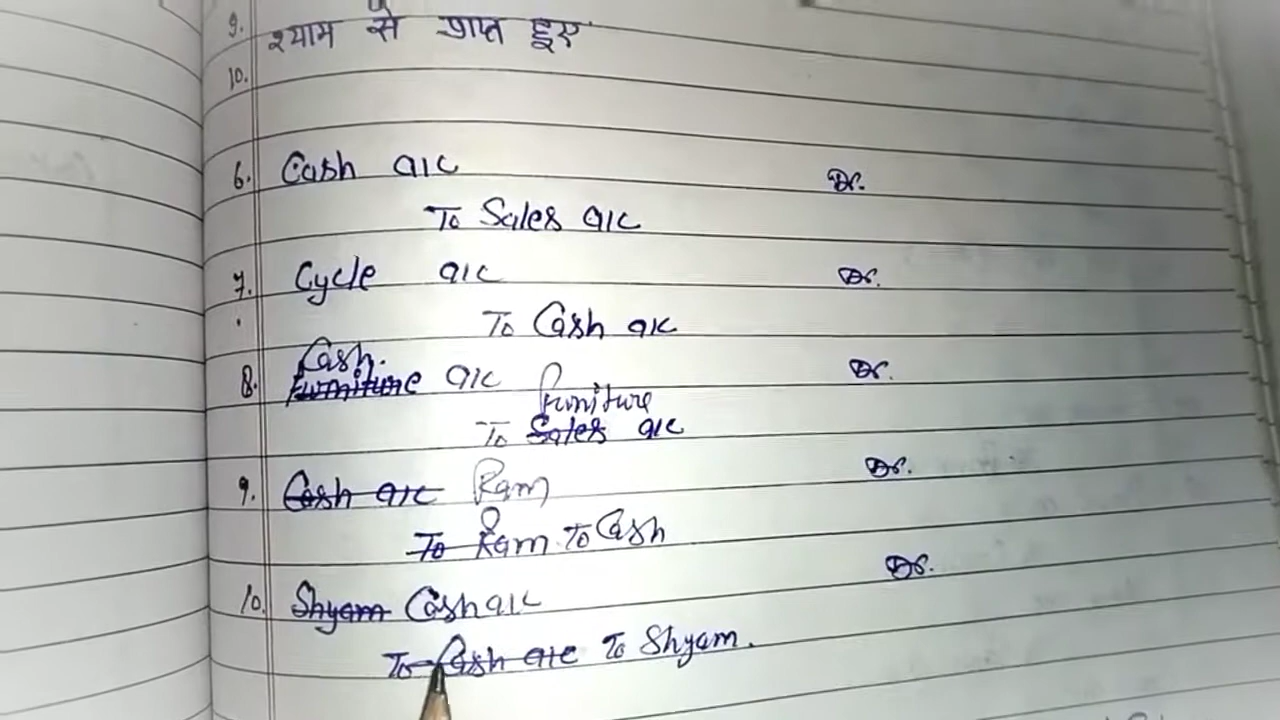 9. श्याम से प्राप्त हुए
10.
6. Cash a/c Dr.
To Sales a/c
7. Cycle a/c Dr.
To Cash a/c
Cash.
8. Furniture a/c Dr.
Furniture
To Sales a/c
9. Cash a/c Ram Dr.
To Ram To Cash
10. Shyam Cash a/c Dr.
To Cash a/c To Shyam.